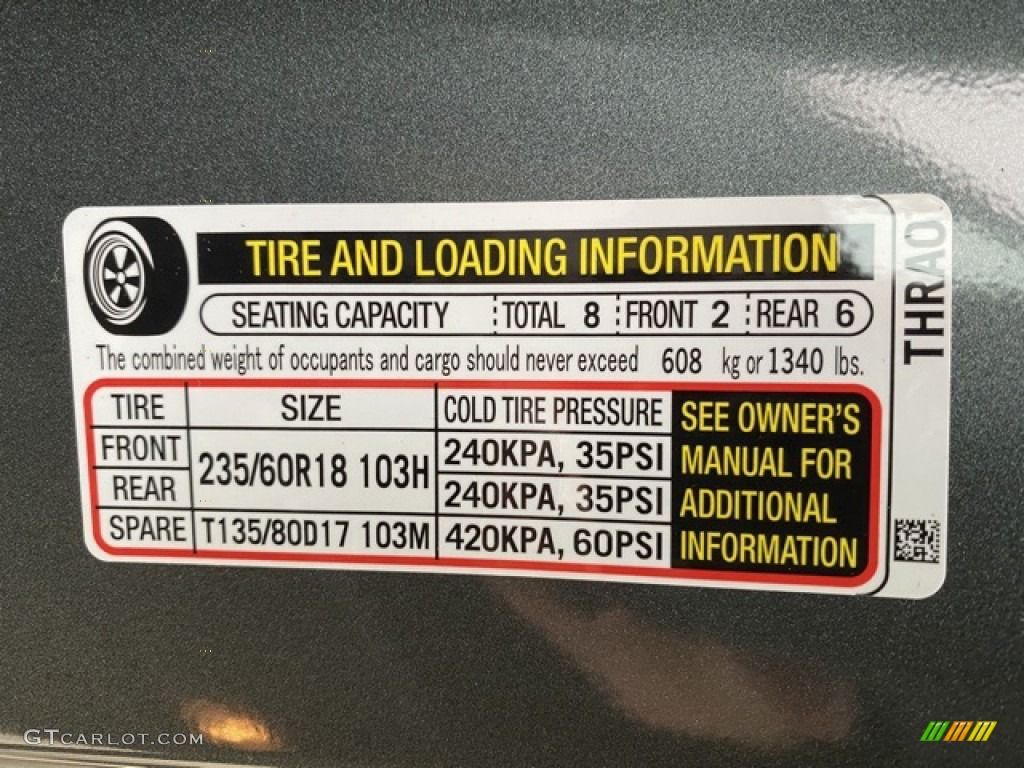 TIRE AND LOADING INFORMATION
SEATING CAPACITY TOTAL 8 FRONT 2 REAR 6
The combined weight of occupants and cargo should never exceed 608 kg or 1340 lbs.
TIRE SIZE COLD TIRE PRESSURE
FRONT 235/60R18 103H 240KPA, 35PSI
REAR 240KPA, 35PSI
SPARE T135/80D17 103M 420KPA, 60PSI
SEE OWNER'S
MANUAL FOR
ADDITIONAL
INFORMATION
THRA0T
GTCARLOT.COM